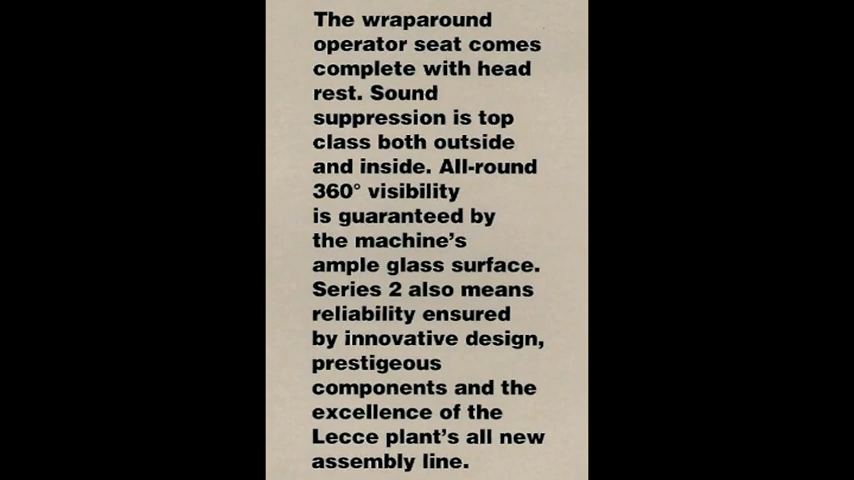 The wraparound
operator seat comes
complete with head
rest. Sound
suppression is top
class both outside
and inside. All-round
360° visibility
is guaranteed by
the machine's
ample glass surface.
Series 2 also means
reliability ensured
by innovative design,
prestigeous
components and the
excellence of the
Lecce plant's all new
assembly line.